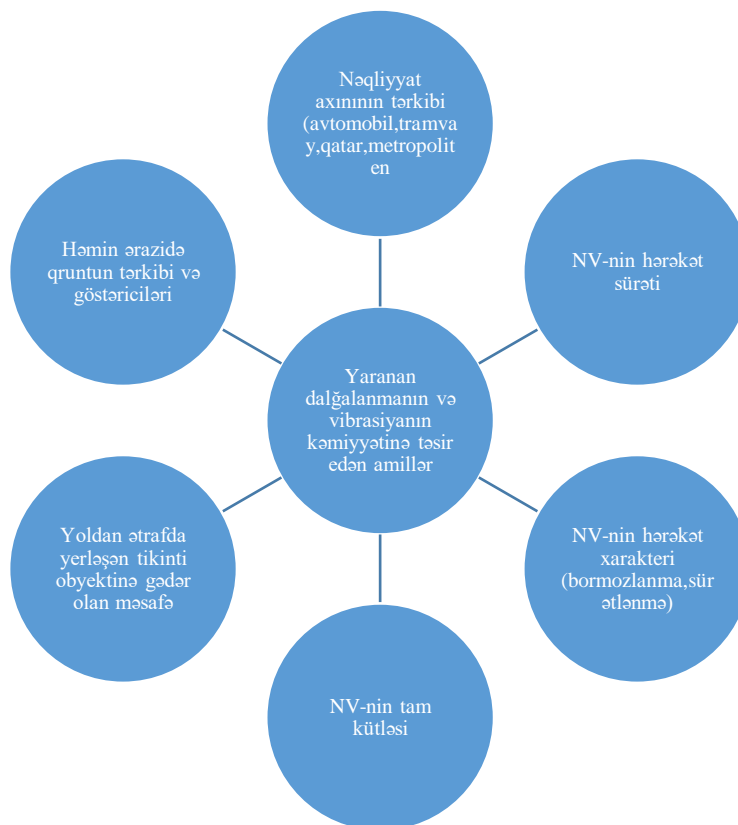 Nəqliyyat
axınının tərkibi
(avtomobil,tramva
y,qatar,metropolit
en
NV-nin hərəkət
sürəti
NV-nin hərəkət
xarakteri
(bormozlanma,sür
ətlənmə)
NV-nin tam
kütləsi
Yoldan ətrafda
yerləşən tikinti
obyektinə gədər
olan məsafə
Həmin ərazidə
qruntun tərkibi və
göstəriciləri
Yaranan
dalğalanmanın və
vibrasiyanın
kəmiyyətinə təsir
edən amillər